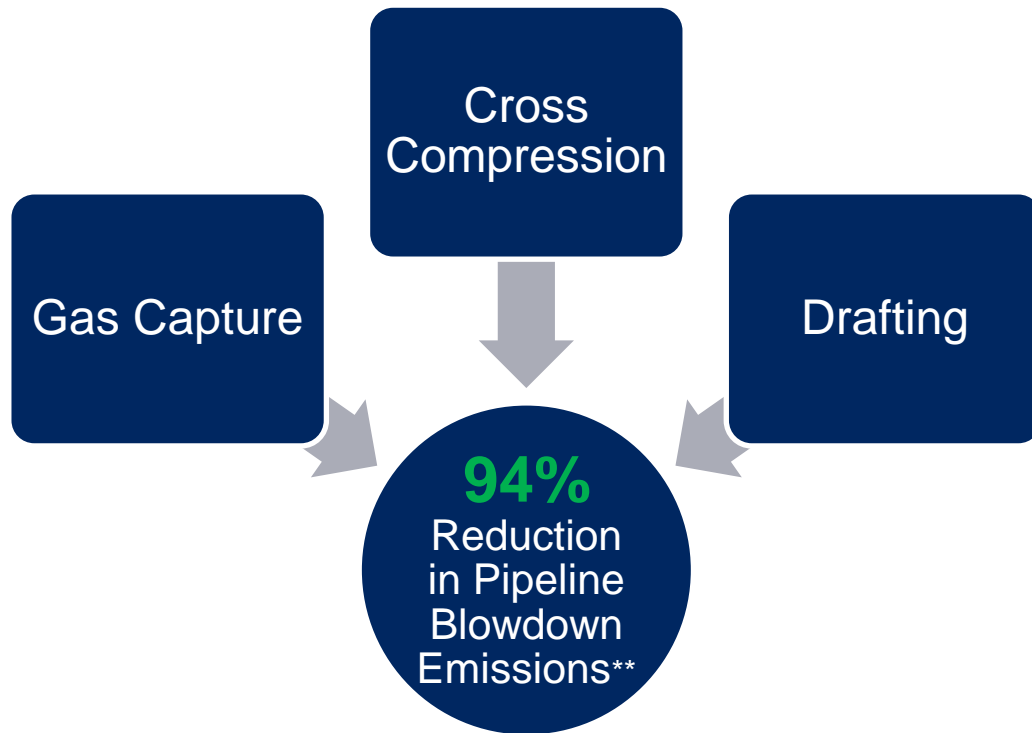 Cross
Compression
Gas Capture
Drafting
94%
Reduction
in Pipeline
Blowdown
Emissions**